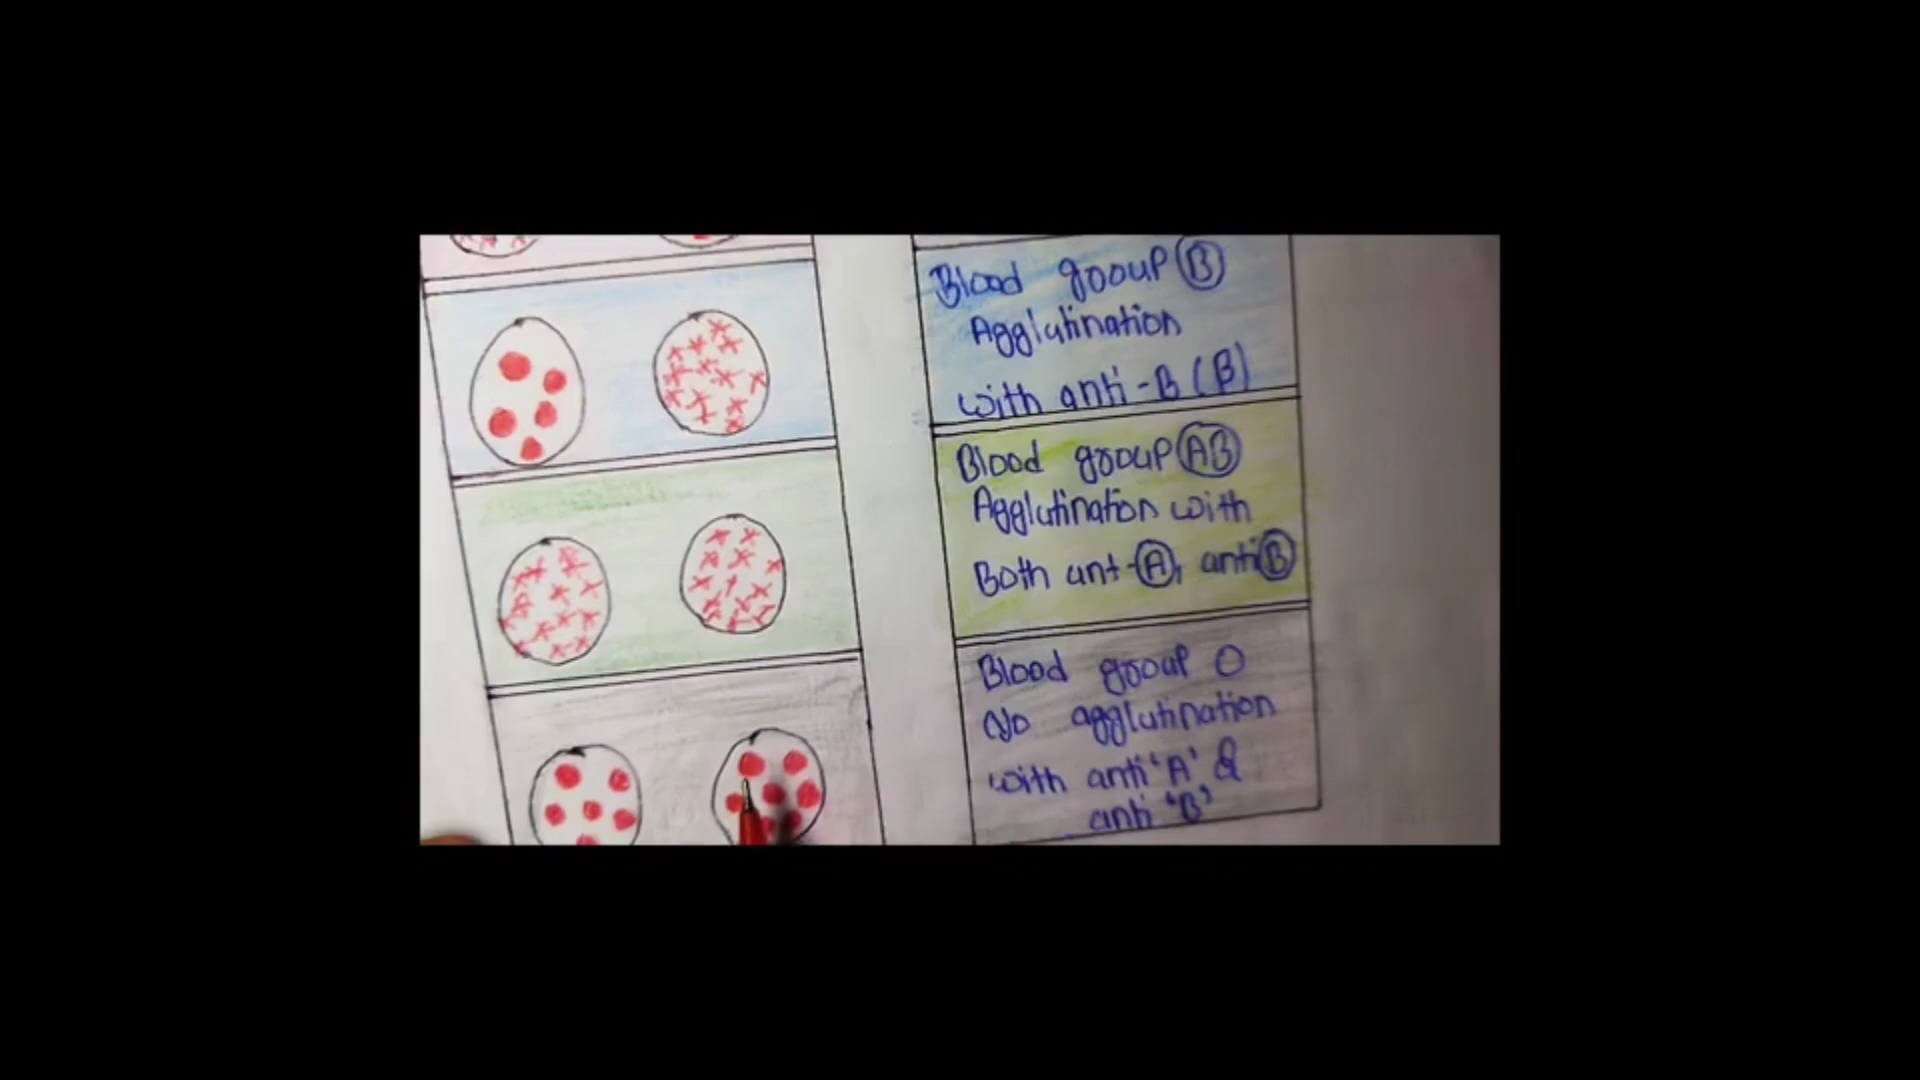 Blood group B
Agglutination
with anti-B (B)
Blood group AB
Agglutination with
Both ant-A, anti B
Blood group O
No agglutination
with anti 'A' &
anti 'B'